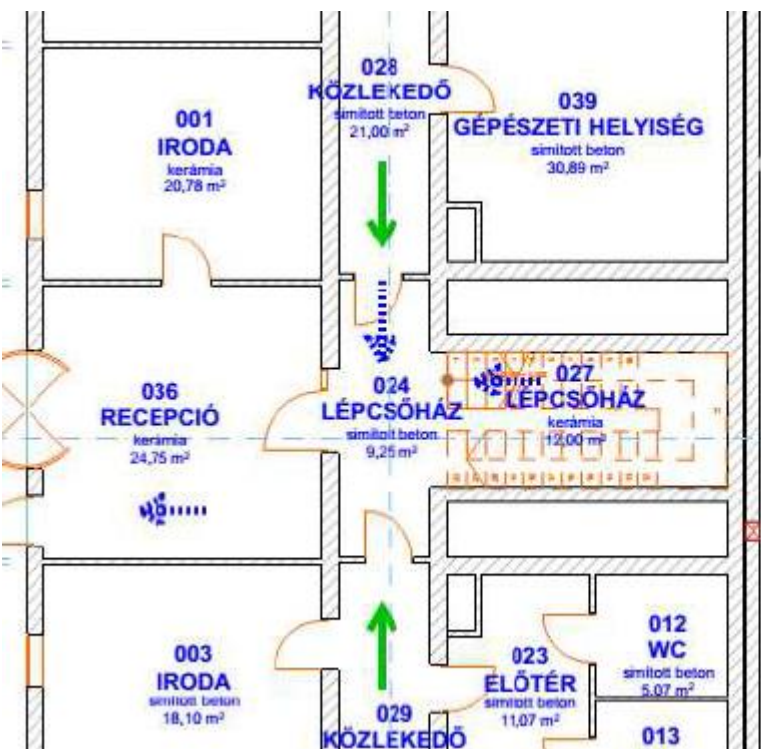 028
KÖZLEKEDŐ
simított beton
21,00 m²
001
IRODA
kerámia
20,78 m²
039
GÉPÉSZETI HELYISÉG
simított beton
30,89 m²
036
RECEPCIÓ
kerámia
24,75 m²
024
LÉPCSŐHÁZ
simított beton
9,25 m²
027
LÉPCSŐHÁZ
kerámia
12,00 m²
003
IRODA
simított beton
18,10 m²
029
KÖZLEKEDŐ
023
ELŐTÉR
simított beton
11,07 m²
012
WC
simított beton
5,07 m²
013